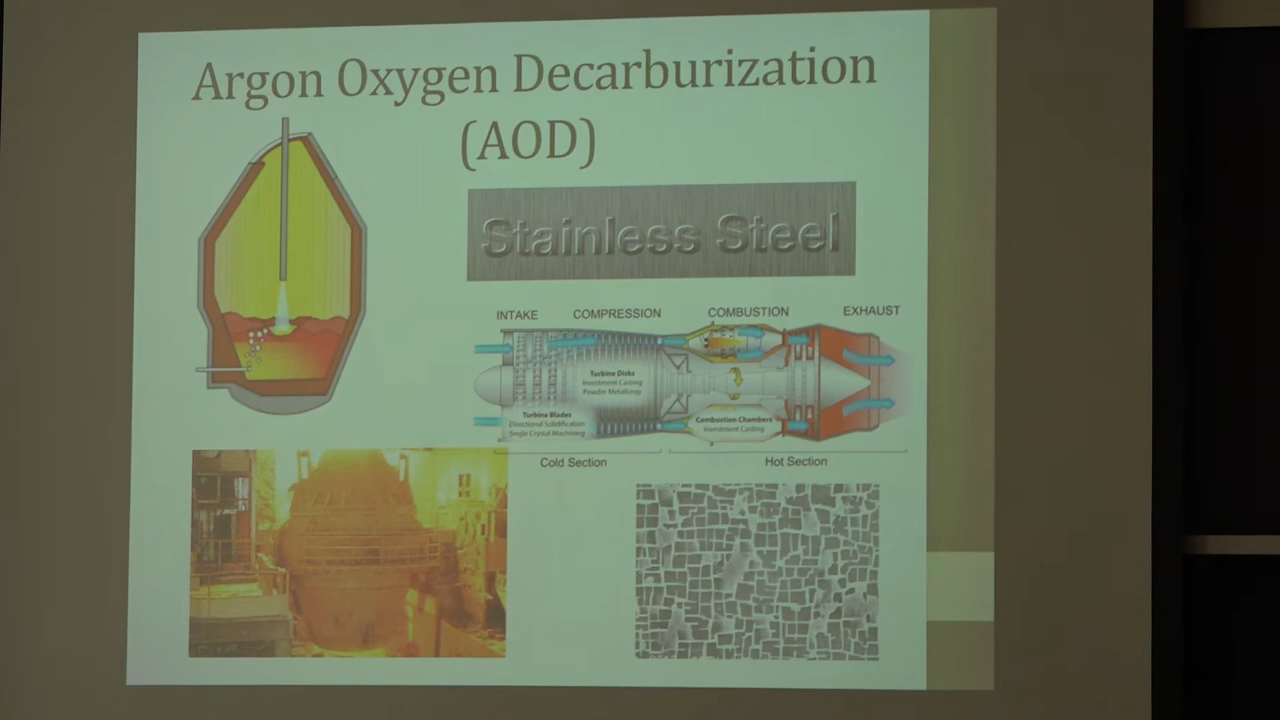 Argon Oxygen Decarburization
(AOD)
Stainless Steel
INTAKE COMPRESSION COMBUSTION EXHAUST
Turbine Disks
Investment Casting
Powder Metallurgy
Turbine Blades
Directional Solidification
Single Crystal Machining
Combustion Chambers
Investment Casting
Cold Section Hot Section